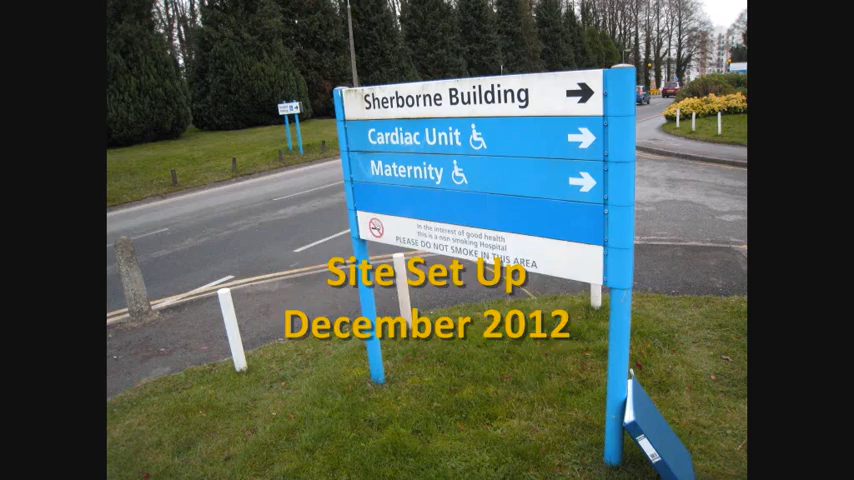 Sherborne Building
Cardiac Unit
Maternity
In the interest of good health
this is a non smoking Hospital
PLEASE DO NOT SMOKE IN THIS AREA
Site Set Up
December 2012